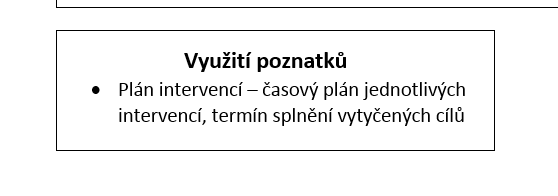 Využití poznatků
• Plán intervencí – časový plán jednotlivých
intervencí, termín splnění vytyčených cílů